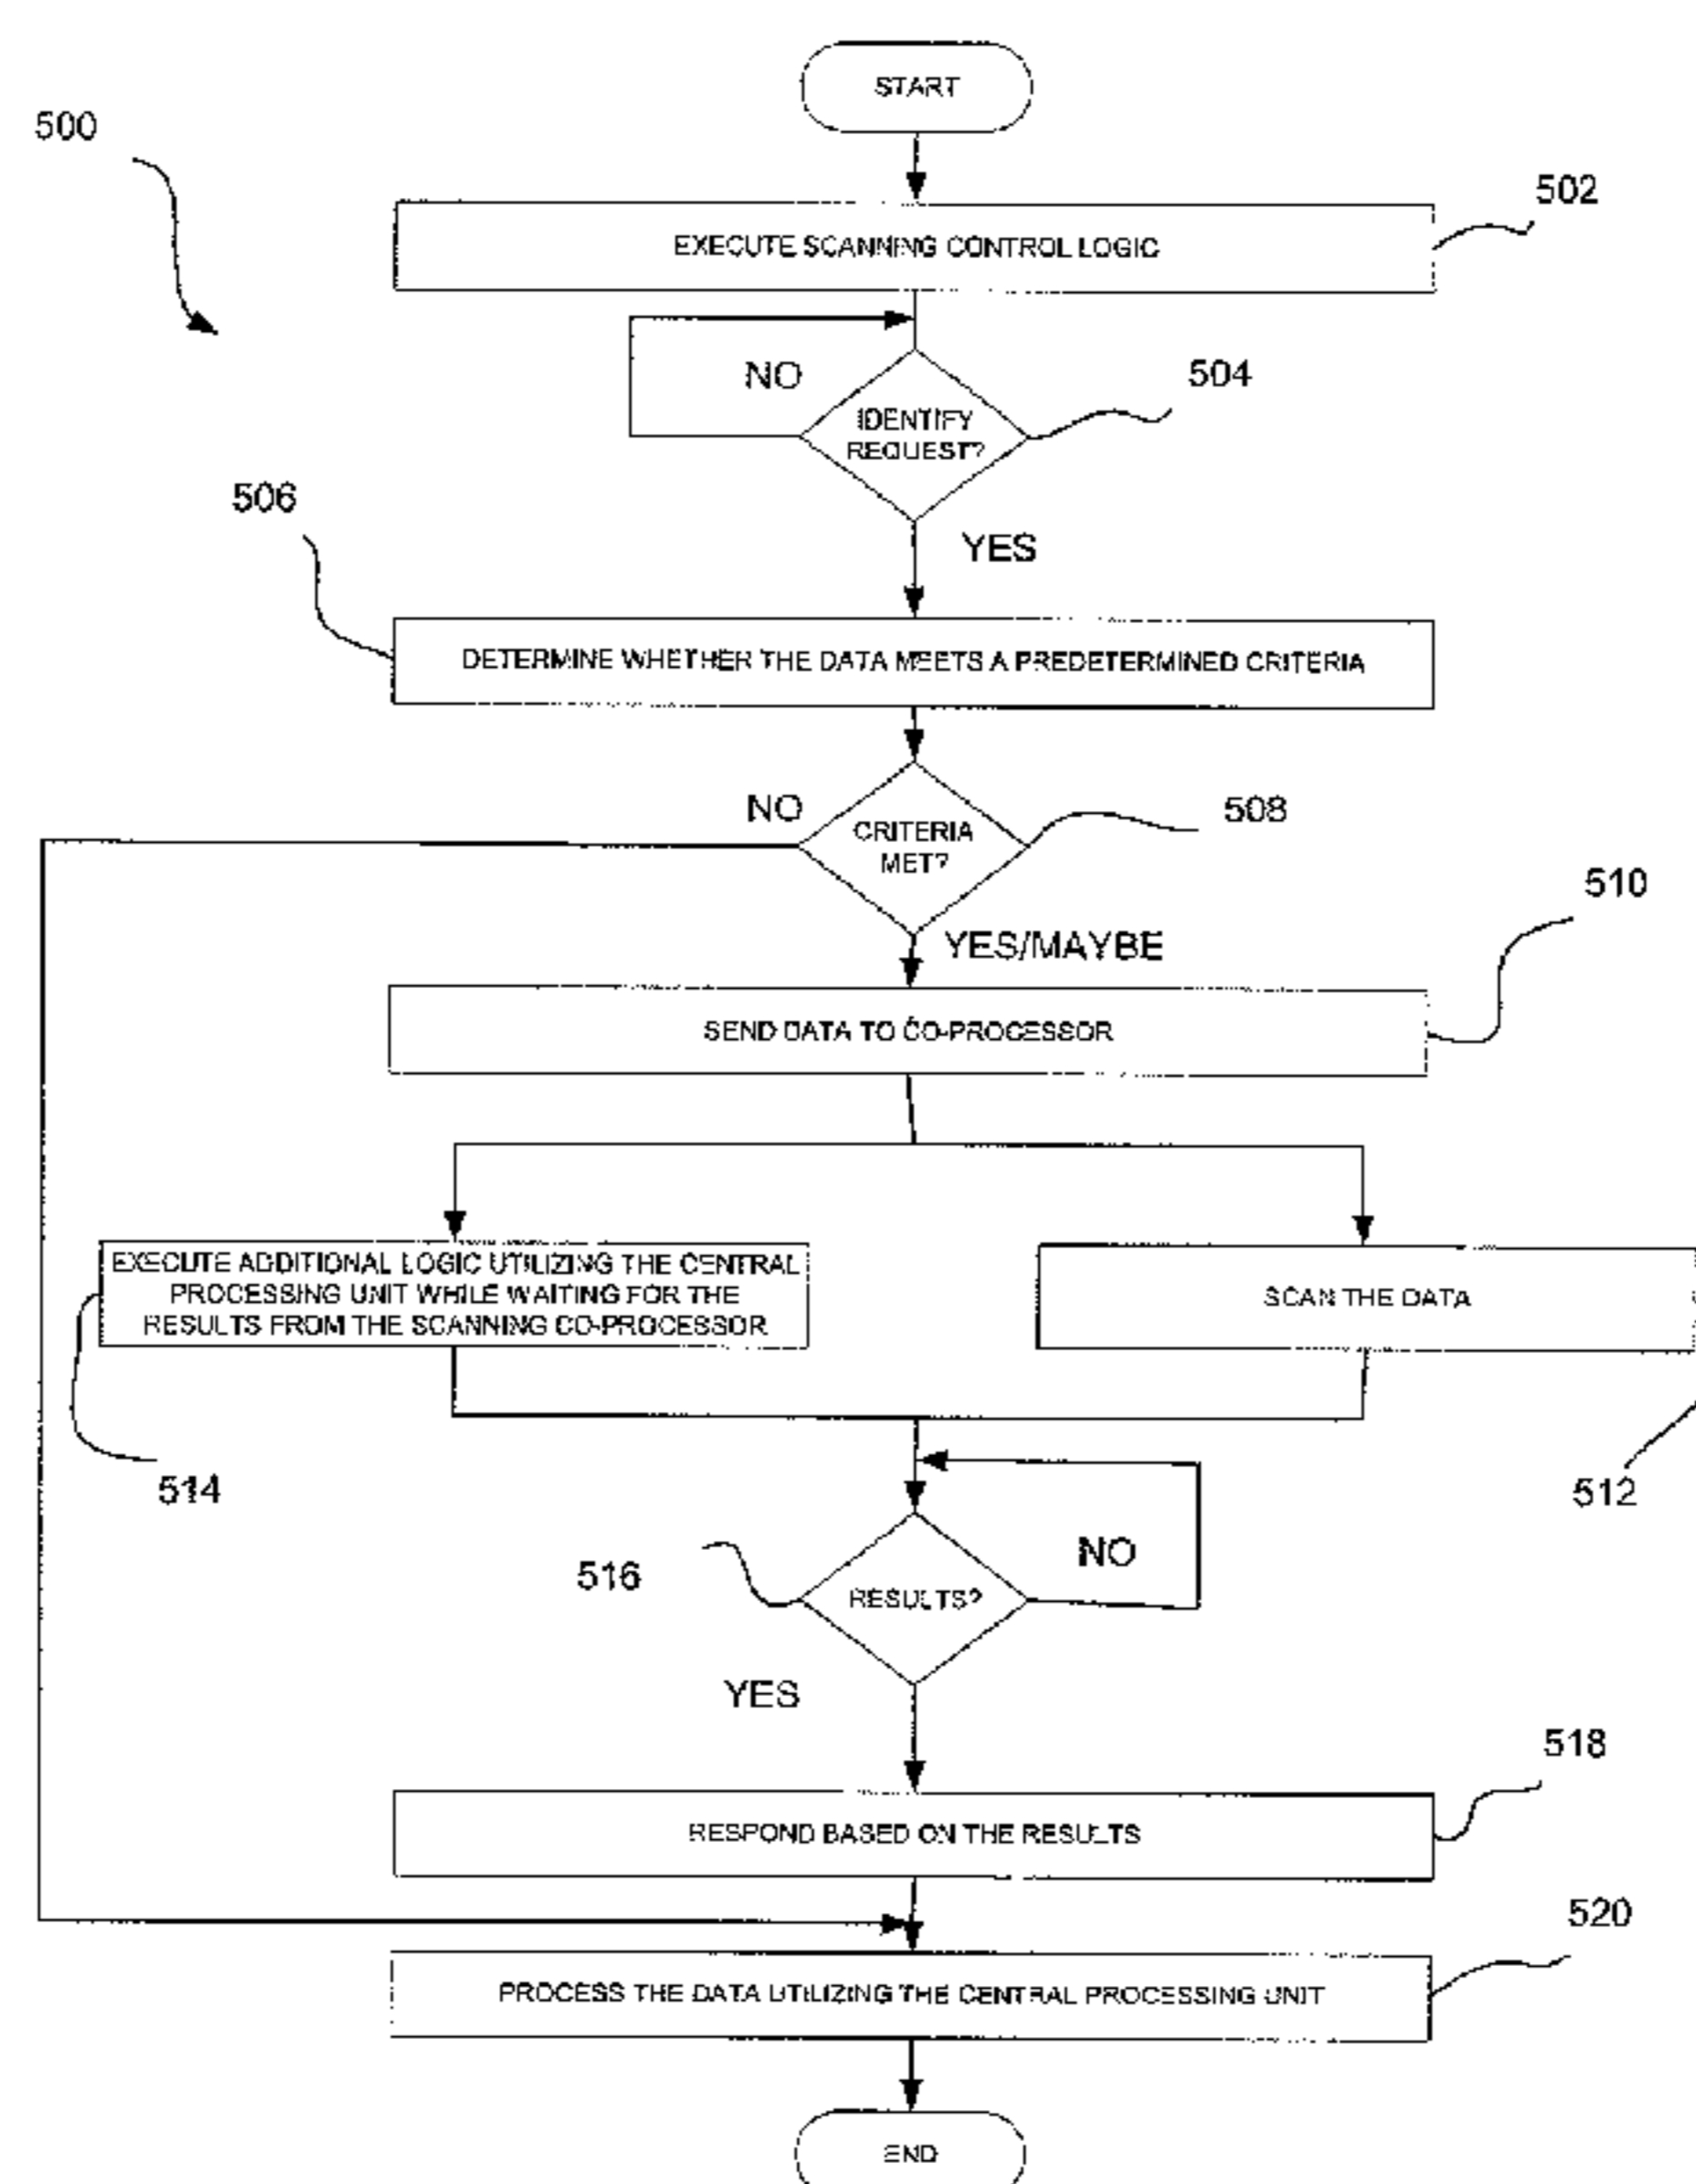 START
500
502
EXECUTE SCANNING CONTROL LOGIC
NO
504
IDENTIFY
REQUEST?
506
YES
DETERMINE WHETHER THE DATA MEETS A PREDETERMINED CRITERIA
NO
508
CRITERIA
MET?
510
YES/MAYBE
SEND DATA TO CO-PROCESSOR
EXECUTE ADDITIONAL LOGIC UTILIZING THE CENTRAL
PROCESSING UNIT WHILE WAITING FOR THE
RESULTS FROM THE SCANNING CO-PROCESSOR
SCAN THE DATA
514
512
516
NO
RESULTS?
YES
518
RESPOND BASED ON THE RESULTS
520
PROCESS THE DATA UTILIZING THE CENTRAL PROCESSING UNIT
END